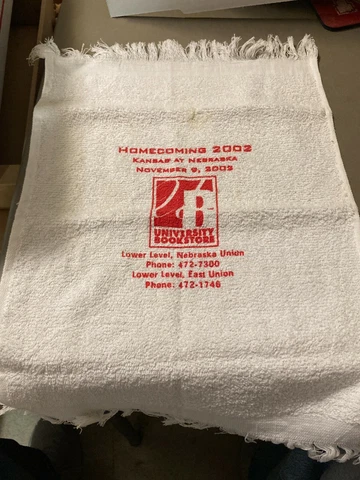 HOMECOMING 2002
KANSAS AT NEBRASKA
NOVEMBER 9, 2002
UNIVERSITY
BOOKSTORE
Lower Level, Nebraska Union
Phone: 472-7300
Lower Level, East Union
Phone: 472-1746